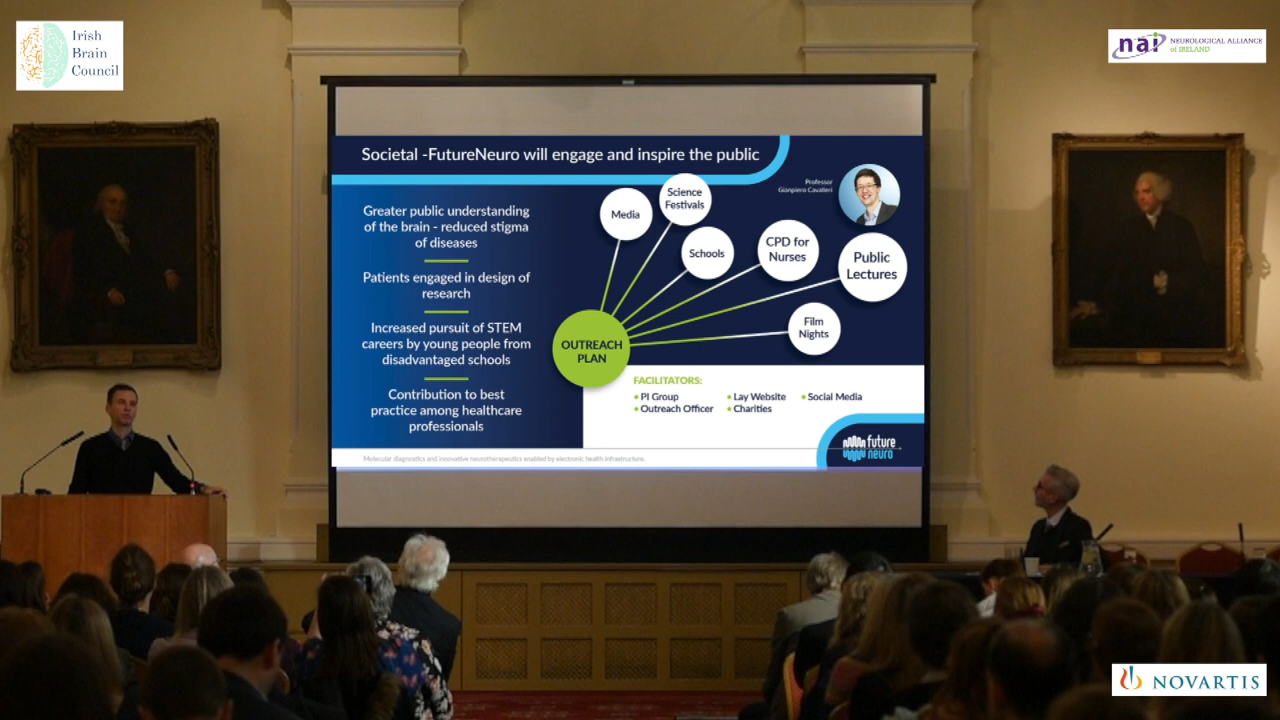 Irish
Brain
Council
nai NEUROLOGICAL ALLIANCE
of IRELAND
Societal -FutureNeuro will engage and inspire the public
Professor
Gianpiero Cavalleri
Greater public understanding
of the brain - reduced stigma
of diseases
Patients engaged in design of
research
Increased pursuit of STEM
careers by young people from
disadvantaged schools
Contribution to best
practice among healthcare
professionals
Media
Science
Festivals
Schools
CPD for
Nurses
Public
Lectures
Film
Nights
OUTREACH
PLAN
FACILITATORS:
• PI Group
• Outreach Officer
• Lay Website
• Charities
• Social Media
future
neuro
Molecular diagnostics and innovative neurotherapeutics enabled by electronic health infrastructure.
NOVARTIS